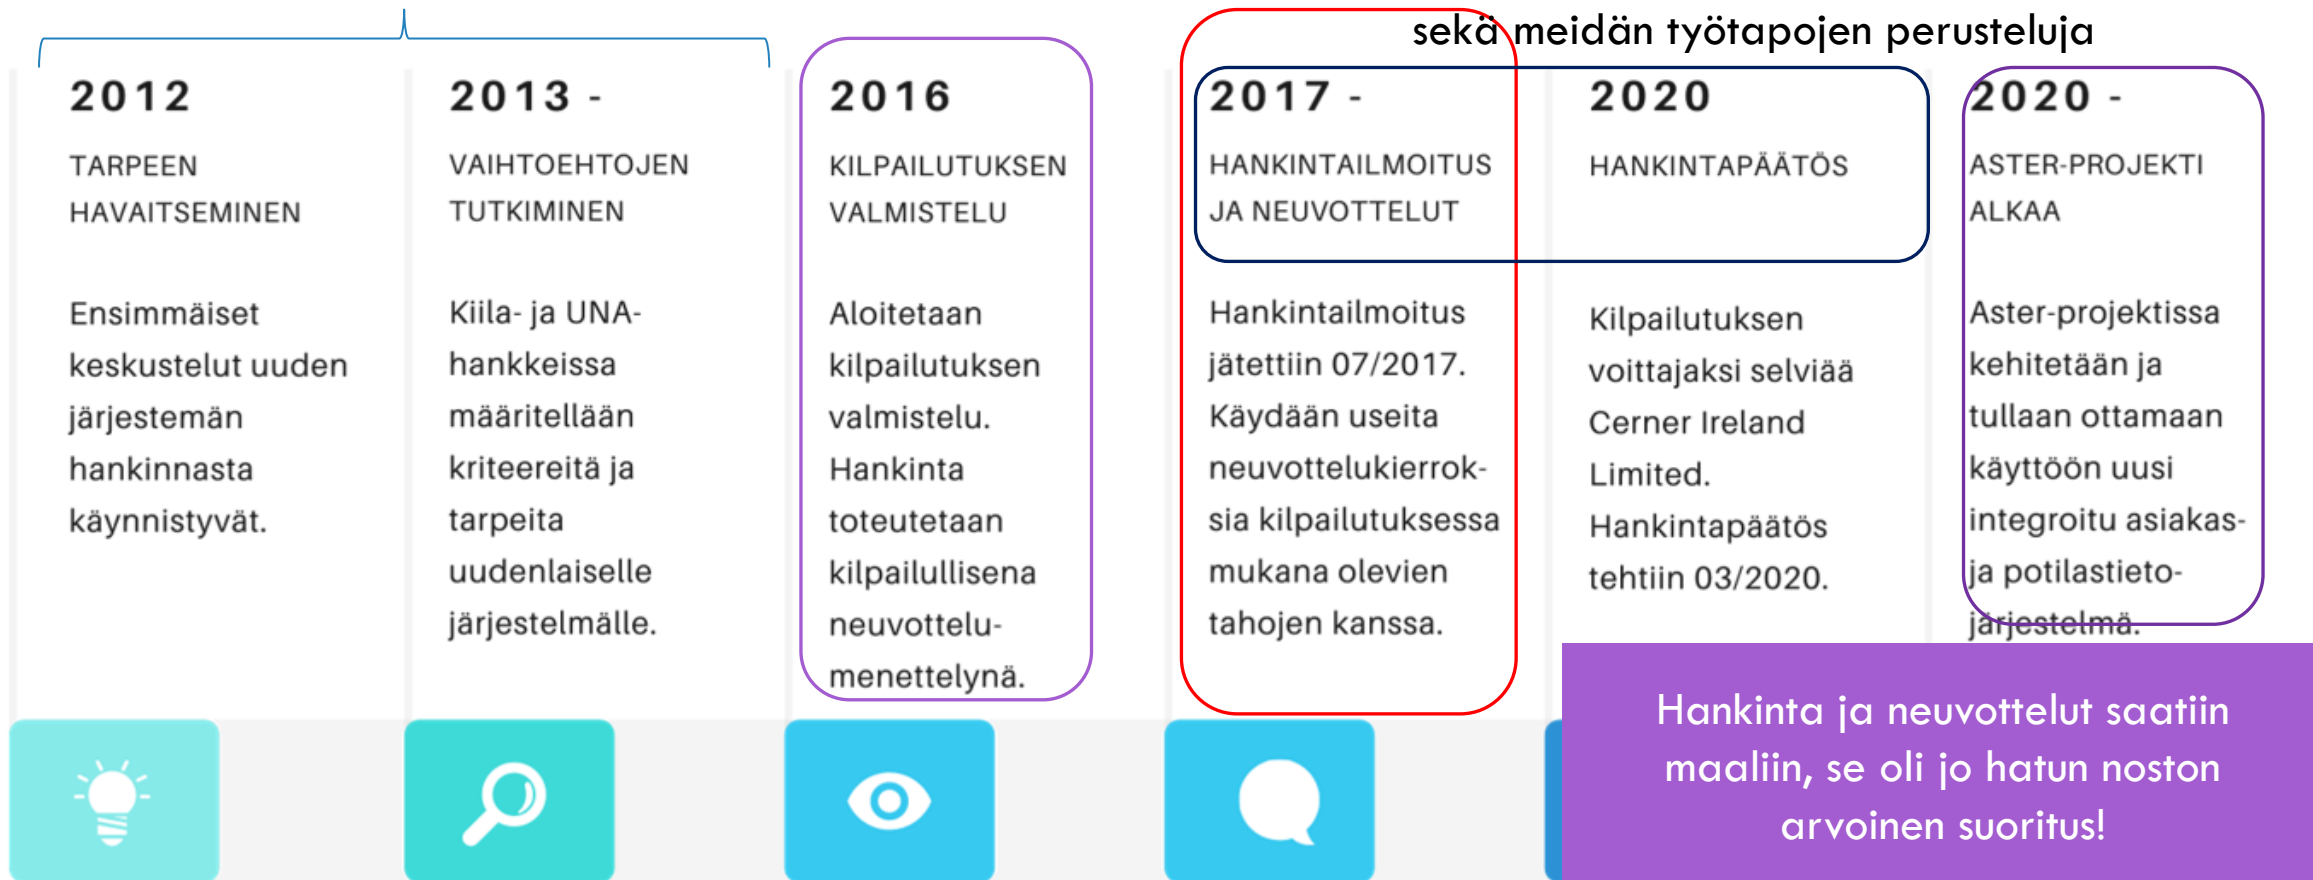 sekä meidän työtapojen perusteluja
2012
TARPEEN
HAVAITSEMINEN
Ensimmäiset
keskustelut uuden
järjestemän
hankinnasta
käynnistyvät.
2013 -
VAIHTOEHTOJEN
TUTKIMINEN
Kiila- ja UNA-
hankkeissa
määritellään
kriteereitä ja
tarpeita
uudenlaiselle
järjestelmälle.
2016
KILPAILUTUKSEN
VALMISTELU
Aloitetaan
kilpailutuksen
valmistelu.
Hankinta
toteutetaan
kilpailullisena
neuvottelu-
menettelynä.
2017 -
HANKINTAILMOITUS
JA NEUVOTTELUT
Hankintailmoitus
jätettiin 07/2017.
Käydään useita
neuvottelukierrok-
sia kilpailutuksessa
mukana olevien
tahojen kanssa.
2020
HANKINTAPÄÄTÖS
Kilpailutuksen
voittajaksi selviää
Cerner Ireland
Limited.
Hankintapäätös
tehtiin 03/2020.
2020 -
ASTER-PROJEKTI
ALKAA
Aster-projektissa
kehitetään ja
tullaan ottamaan
käyttöön uusi
integroitu asiakas-
ja potilastieto-
järjestelmä.
Hankinta ja neuvottelut saatiin
maaliin, se oli jo hatun noston
arvoinen suoritus!